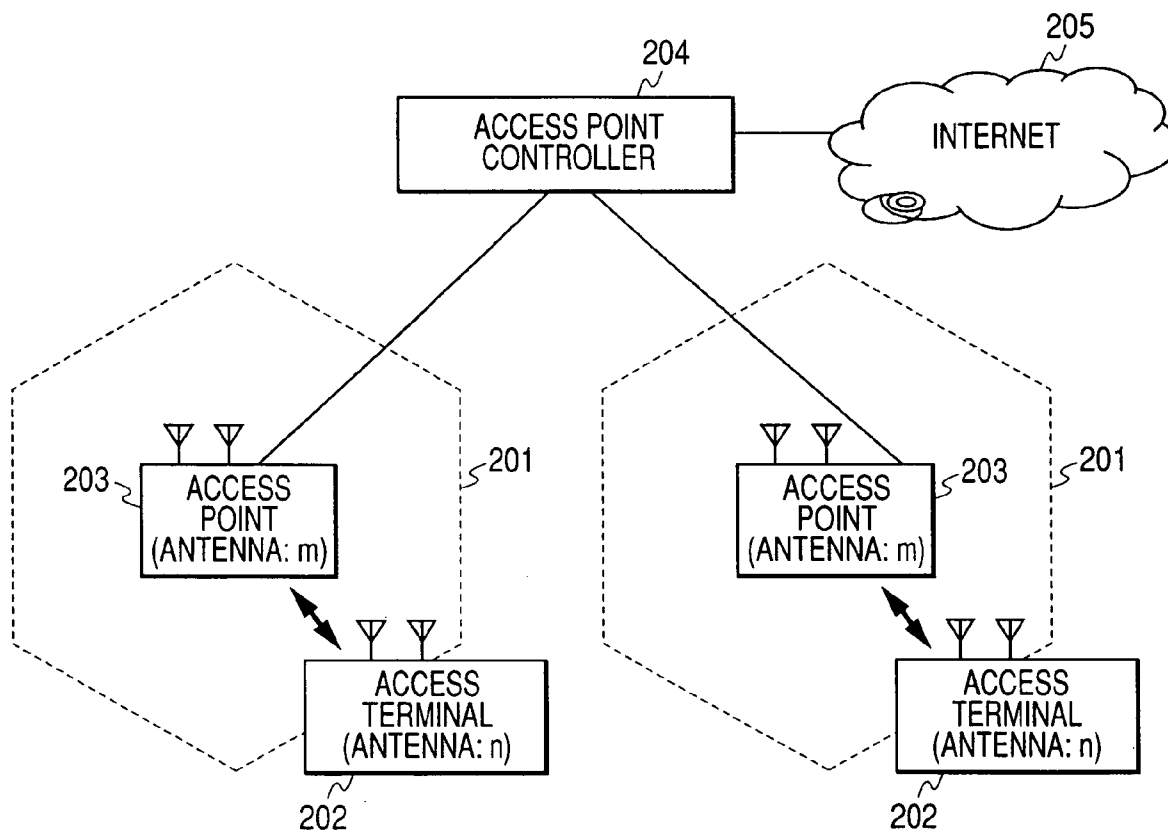 204
205
ACCESS POINT
CONTROLLER
INTERNET
203
ACCESS
POINT
(ANTENNA: m)
201
ACCESS
POINT
(ANTENNA: m)
203
201
ACCESS
TERMINAL
(ANTENNA: n)
202
ACCESS
TERMINAL
(ANTENNA: n)
202